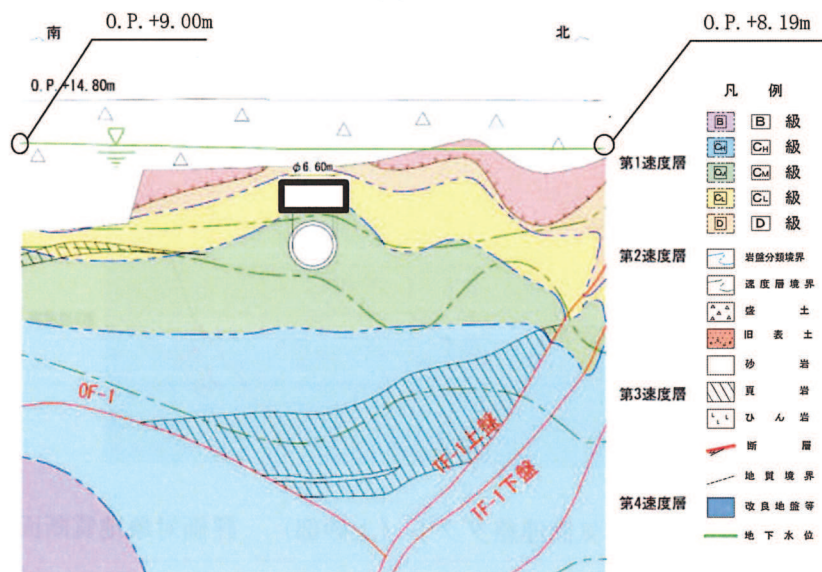 O.P.+9.00m
O.P.+8.19m
南
北
O.P.+14.80m
φ6.60m
第1速度層
第2速度層
第3速度層
第4速度層
OF-1
TF-1上盤
TF-1下盤
凡 例
B B 級
CH CH 級
CM CM 級
CL CL 級
D D 級
岩盤分類境界
速度層境界
盛 土
旧 表 土
砂 岩
頁 岩
ひ ん 岩
断 層
地 質 境 界
改良地盤等
地 下 水 位